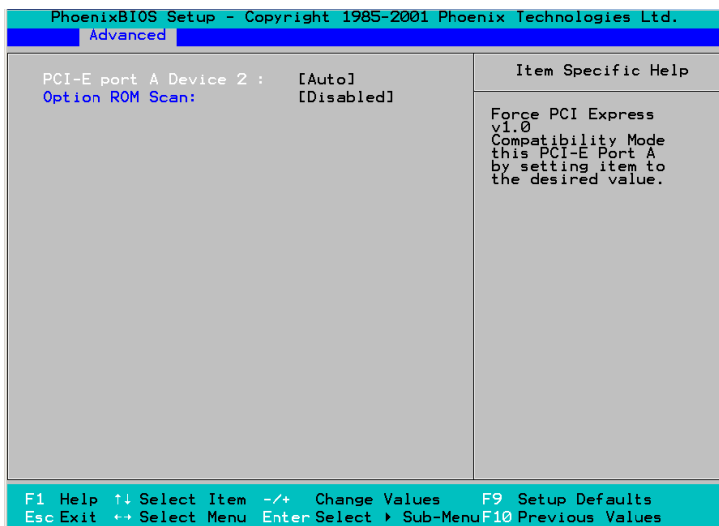 PhoenixBIOS Setup - Copyright 1985-2001 Phoenix Technologies Ltd.
Advanced
PCI-E port A Device 2 : [Auto]
Option ROM Scan: [Disabled]
Item Specific Help
Force PCI Express
v1.0
Compatibility Mode
this PCI-E Port A
by setting item to
the desired value.
F1 Help ↑↓ Select Item -/+ Change Values F9 Setup Defaults
Esc Exit ↔ Select Menu Enter Select ▸ Sub-Menu F10 Previous Values